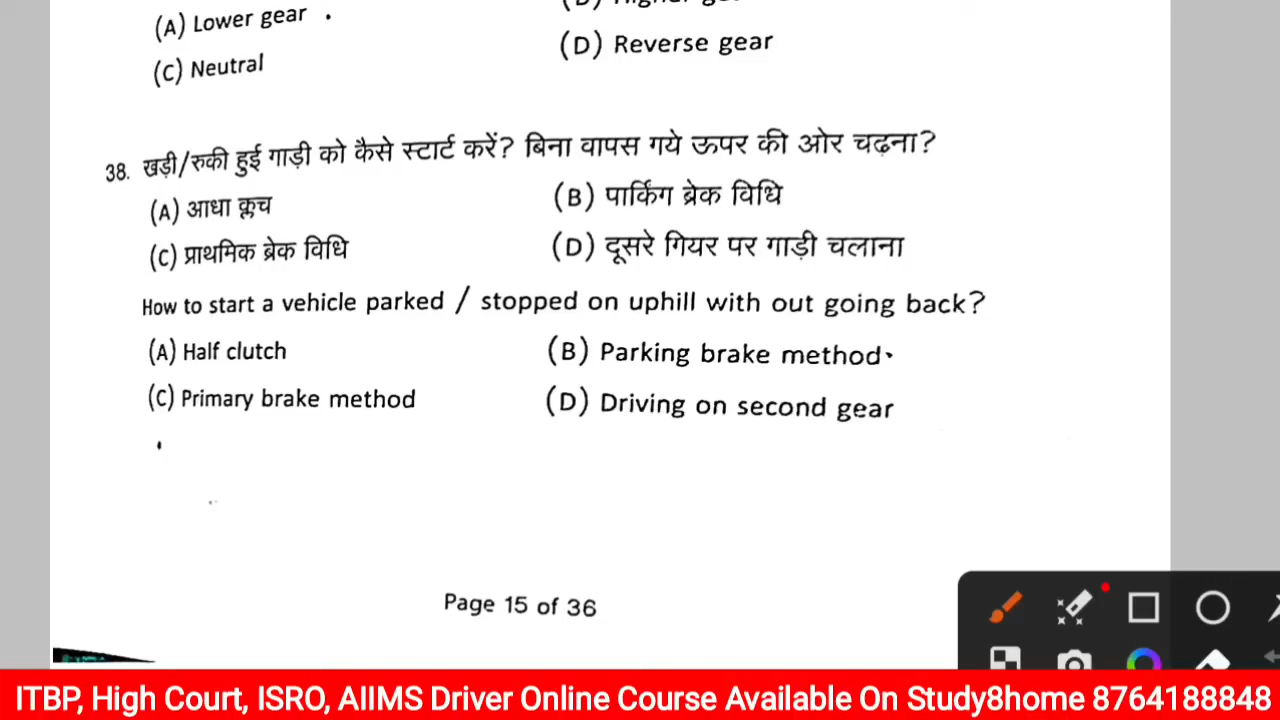 (A) Lower gear .
(C) Neutral
(D) Reverse gear
38. खड़ी/रुकी हुई गाड़ी को कैसे स्टार्ट करें? बिना वापस गये ऊपर की ओर चढ़ना?
(A) आधा क्लच (B) पार्किंग ब्रेक विधि
(C) प्राथमिक ब्रेक विधि (D) दूसरे गियर पर गाड़ी चलाना
How to start a vehicle parked / stopped on uphill with out going back?
(A) Half clutch (B) Parking brake method
(C) Primary brake method (D) Driving on second gear
Page 15 of 36
ITBP, High Court, ISRO, AIIMS Driver Online Course Available On Study8home 8764188848